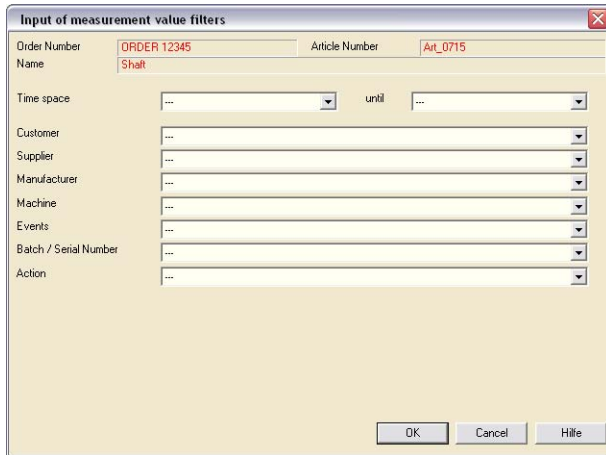 Input of measurement value filters
Order Number ORDER 12345 Article Number Art_0715
Name Shaft
Time space --- until ---
Customer ---
Supplier ---
Manufacturer ---
Machine ---
Events ---
Batch / Serial Number ---
Action ---
OK Cancel Hilfe